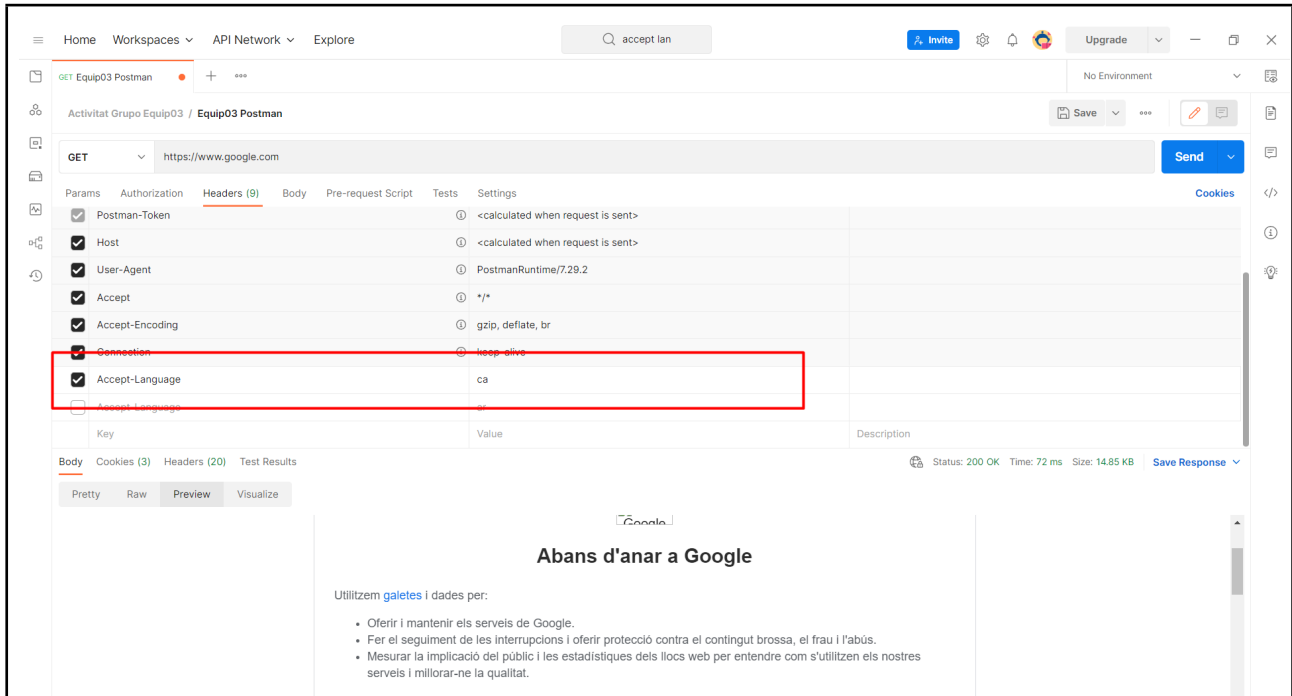 Home Workspaces API Network Explore accept lan Invite Upgrade
GET Equip03 Postman No Environment
Activitat Grupo Equip03 / Equip03 Postman Save
GET https://www.google.com Send
Params Authorization Headers (9) Body Pre-request Script Tests Settings Cookies
Postman-Token <calculated when request is sent>
Host <calculated when request is sent>
User-Agent PostmanRuntime/7.29.2
Accept */*
Accept-Encoding gzip, deflate, br
Connection keep-alive
Accept-Language ca
Accept-Language
Key Value Description
Body Cookies (3) Headers (20) Test Results Status: 200 OK Time: 72 ms Size: 14.85 KB Save Response
Pretty Raw Preview Visualize
Google
Abans d'anar a Google
Utilitzem galetes i dades per:
• Oferir i mantenir els serveis de Google.
• Fer el seguiment de les interrupcions i oferir protecció contra el contingut brossa, el frau i l'abús.
• Mesurar la implicació del públic i les estadístiques dels llocs web per entendre com s'utilitzen els nostres
serveis i millorar-ne la qualitat.